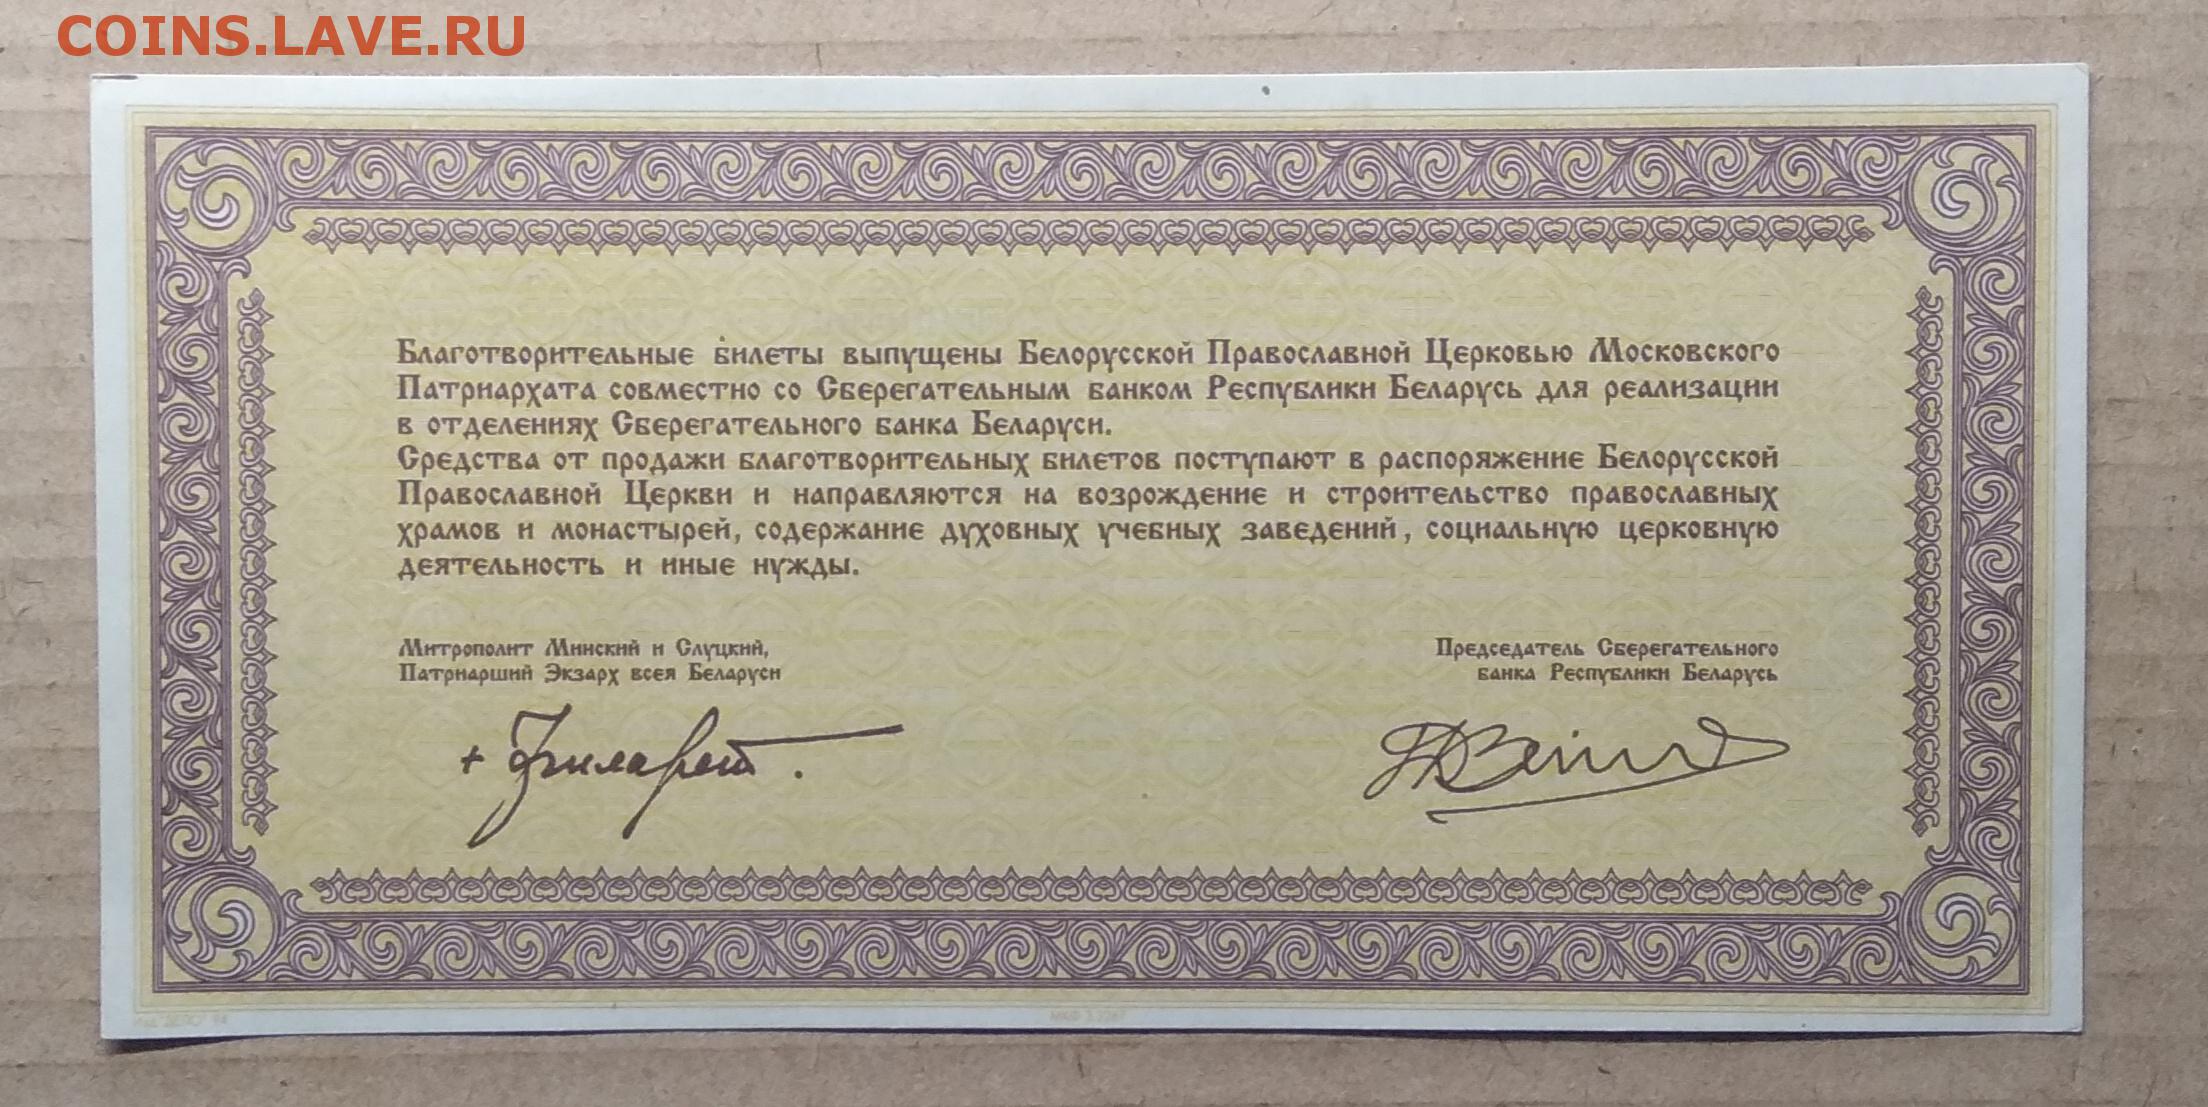 COINS.LAVE.RU
Благотворительные билеты выпущены Белорусской Православной Церковью Московского
Патриархата совместно со Сберегательным банком Республики Беларусь для реализации
в отделениях Сберегательного банка Беларуси.
Средства от продажи благотворительных билетов поступают в распоряжение Белорусской
Православной Церкви и направляются на возрождение и строительство православных
храмов и монастырей, содержание духовных учебных заведений, социальную церковную
деятельность и иные нужды.
Митрополит Минский и Слуцкий,
Патриарший Экзарх всея Беларуси
Председатель Сберегательного
банка Республики Беларусь
+ Филарет.